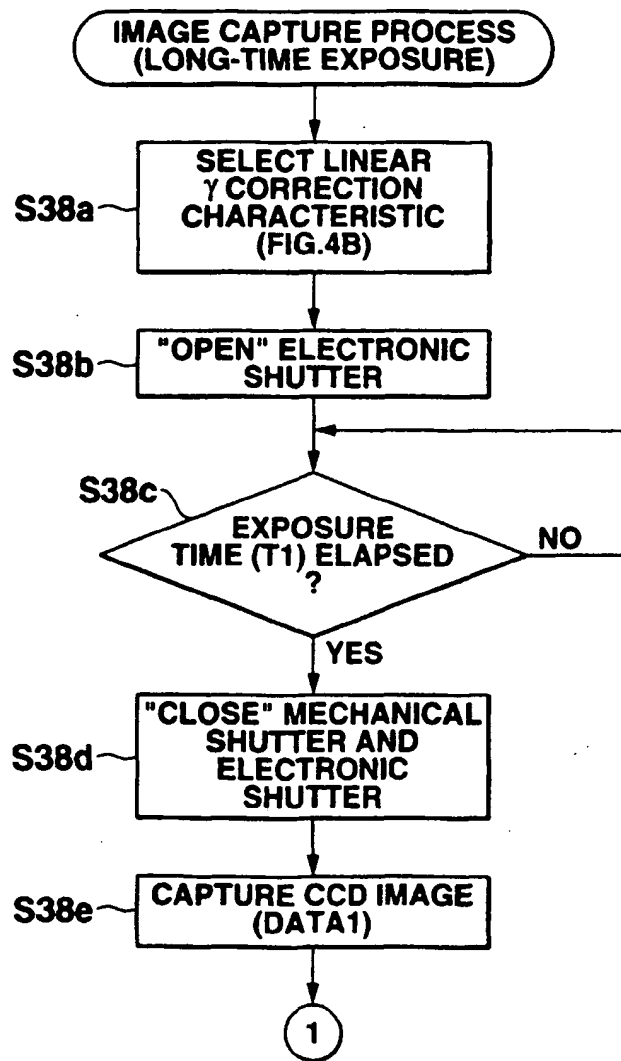 IMAGE CAPTURE PROCESS
(LONG-TIME EXPOSURE)
S38a
SELECT LINEAR
γ CORRECTION
CHARACTERISTIC
(FIG.4B)
S38b
"OPEN" ELECTRONIC
SHUTTER
S38c
EXPOSURE
TIME (T1) ELAPSED
?
NO
YES
S38d
"CLOSE" MECHANICAL
SHUTTER AND
ELECTRONIC
SHUTTER
S38e
CAPTURE CCD IMAGE
(DATA1)
1